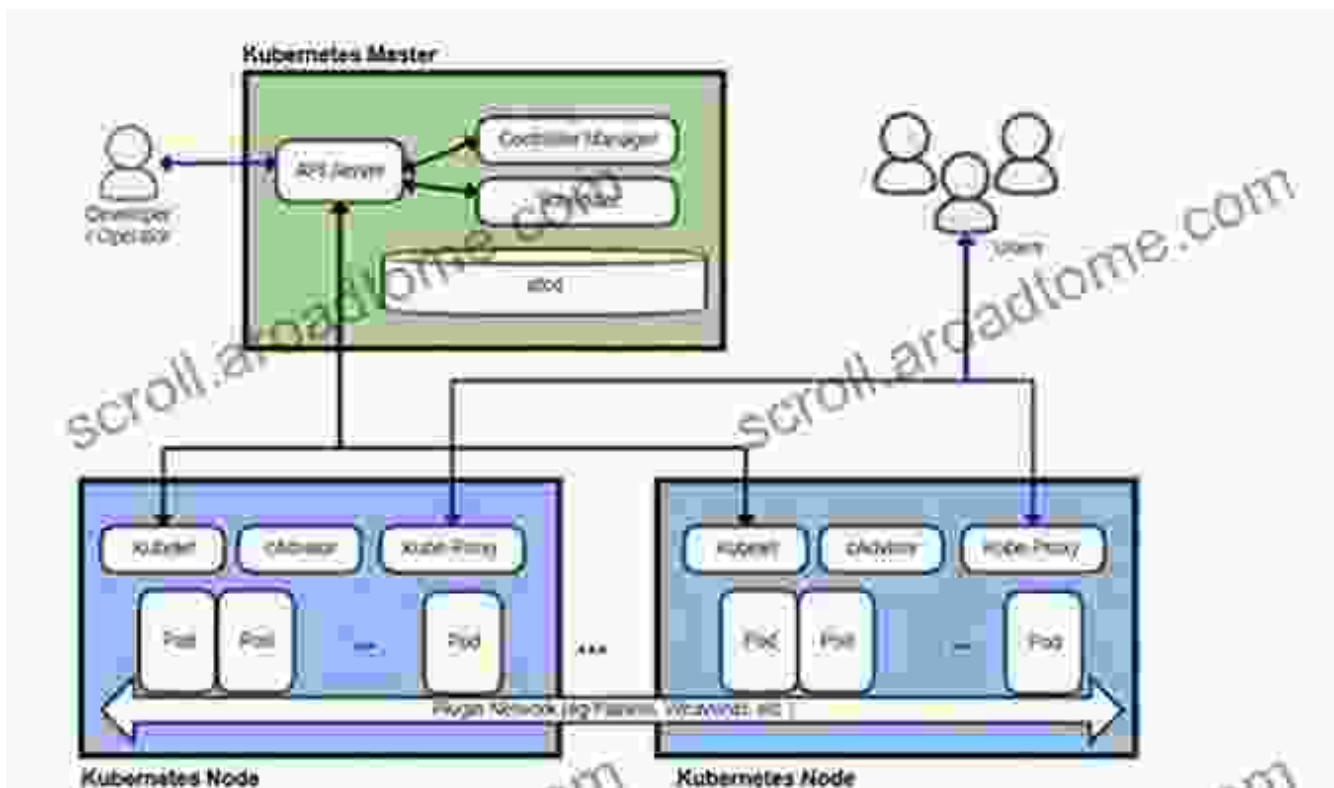 Kubernetes Master
Controller Manager
API Server
Developer
/ Operator
etcd
Users
scroll.aroadtome.com
scroll.aroadtome.com
Kubelet
cAdvisor
Kube-Proxy
Kubelet
cAdvisor
Kube-Proxy
Pod
Pod
...
Pod
...
Pod
Pod
...
Pod
Plugin Network (eg Flannel, Weavenet, etc )
Kubernetes Node
Kubernetes Node